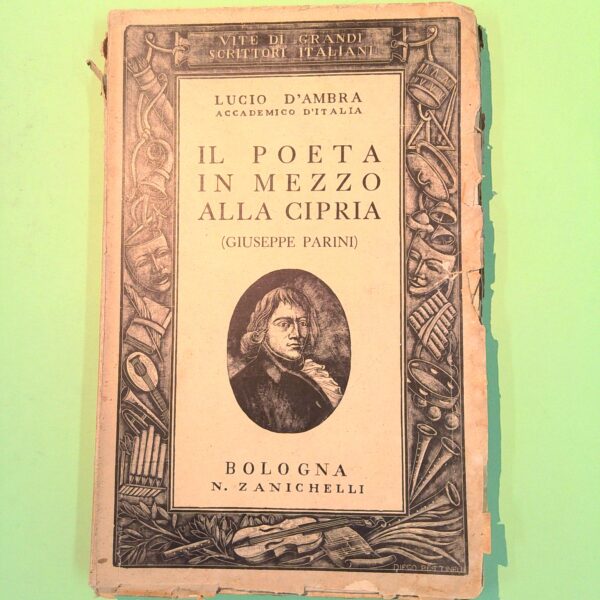 VITE DI GRANDI
SCRITTORI ITALIANI
LUCIO D'AMBRA
ACCADEMICO D'ITALIA
IL POETA
IN MEZZO
ALLA CIPRIA
(GIUSEPPE PARINI)
BOLOGNA
N. ZANICHELLI
DIEGO